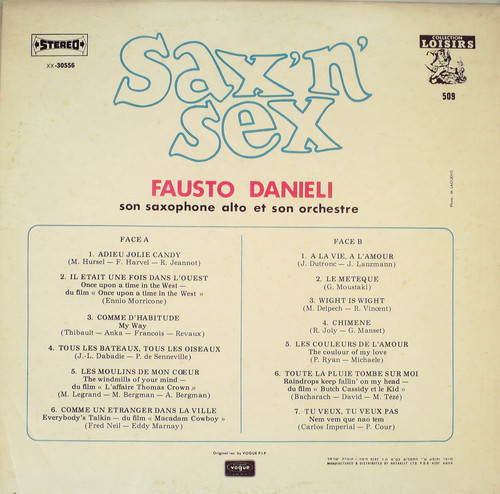 STEREO
XX-30556
COLLECTION
LOISIRS
509
sax'n'
sex
FAUSTO DANIELI
son saxophone alto et son orchestre
FACE A
1. ADIEU JOLIE CANDY
(M. Hursel — F. Harvel — R. Jeannot)
2. IL ETAIT UNE FOIS DANS L'OUEST
Once upon a time in the West —
du film « Once upon a time in the West »
(Ennio Morricone)
3. COMME D'HABITUDE
My Way
(Thibault — Anka — Francois — Revaux)
4. TOUS LES BATEAUX, TOUS LES OISEAUX
(J.-L. Dabadie — P. de Senneville)
5. LES MOULINS DE MON CŒUR
The windmills of your mind —
du film « L'affaire Thomas Crown »
(M. Legrand — M. Bergman — A. Bergman)
6. COMME UN ETRANGER DANS LA VILLE
Everybody's Talkin — du film « Macadam Cowboy »
(Fred Neil — Eddy Marnay)
FACE B
1. A LA VIE, A L'AMOUR
(J. Dutronc — J. Lanzmann)
2. LE METEQUE
(G. Moustaki)
3. WIGHT IS WIGHT
(M. Delpech — R. Vincent)
4. CHIMENE
(R. Joly — G. Manset)
5. LES COULEURS DE L'AMOUR
The coulour of my love
(P. Ryan — Michaele)
6. TOUTE LA PLUIE TOMBE SUR MOI
Raindrops keep fallin' on my head —
du film « Butch Cassidy et le Kid »
(Bacharach — David — M. Tézé)
7. TU VEUX, TU VEUX PAS
Nem vem que nao tem
(Carlos Imperial — P. Cour)
Original rec. by VOGUE P.I.P.
vogue
MANUFACTURED & DISTRIBUTED BY HATAKLIT LTD. P.O.B.